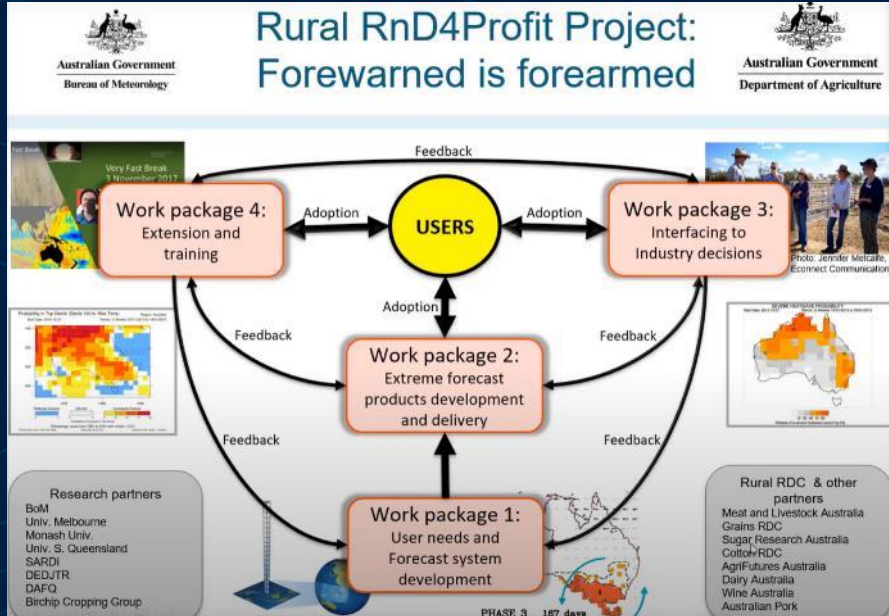 Rural RnD4Profit Project:
Forewarned is forearmed
Australian Government
Bureau of Meteorology
Australian Government
Department of Agriculture
Feedback
Very Fast Break
3 November 2017
Work package 4:
Extension and
training
Adoption
USERS
Adoption
Work package 3:
Interfacing to
Industry decisions
Photo: Jennifer Metcalfe,
Econnect Communication
Adoption
Feedback
Feedback
Work package 2:
Extreme forecast
products development
and delivery
Feedback
Feedback
Research partners
BoM
Univ. Melbourne
Monash Univ.
Univ. S. Queensland
SARDI
DEDJTR
DAFQ
Birchip Cropping Group
Work package 1:
User needs and
Forecast system
development
PHASE 3 167 days
Rural RDC & other
partners
Meat and Livestock Australia
Grains RDC
Sugar Research Australia
Cotton RDC
AgriFutures Australia
Dairy Australia
Wine Australia
Australian Pork